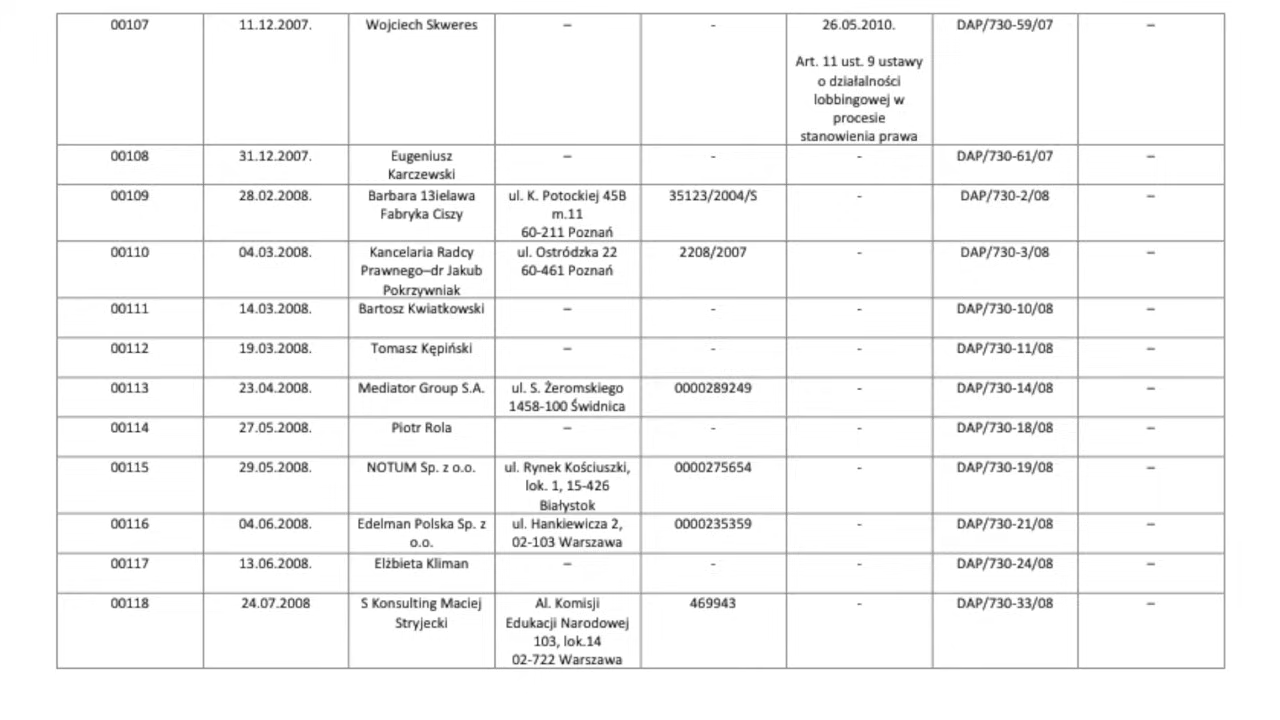 00107 11.12.2007. Wojciech Skweres – - 26.05.2010. DAP/730-59/07 –
Art. 11 ust. 9 ustawy
o działalności
lobbingowej w
procesie
stanowienia prawa
00108 31.12.2007. Eugeniusz – - - DAP/730-61/07 –
Karczewski
00109 28.02.2008. Barbara 13ielawa ul. K. Potockiej 45B 35123/2004/S - DAP/730-2/08 –
Fabryka Ciszy m.11
60-211 Poznań
00110 04.03.2008. Kancelaria Radcy ul. Ostródzka 22 2208/2007 - DAP/730-3/08 –
Prawnego–dr Jakub 60-461 Poznań
Pokrzywniak
00111 14.03.2008. Bartosz Kwiatkowski – - - DAP/730-10/08 –
00112 19.03.2008. Tomasz Kępiński – - - DAP/730-11/08 –
00113 23.04.2008. Mediator Group S.A. ul. S. Żeromskiego 0000289249 - DAP/730-14/08 –
1458-100 Świdnica
00114 27.05.2008. Piotr Rola – - - DAP/730-18/08 –
00115 29.05.2008. NOTUM Sp. z o.o. ul. Rynek Kościuszki, 0000275654 - DAP/730-19/08 –
lok. 1, 15-426
Białystok
00116 04.06.2008. Edelman Polska Sp. z ul. Hankiewicza 2, 0000235359 - DAP/730-21/08 –
o.o. 02-103 Warszawa
00117 13.06.2008. Elżbieta Kliman – - - DAP/730-24/08 –
00118 24.07.2008 S Konsulting Maciej Al. Komisji 469943 - DAP/730-33/08 –
Stryjecki Edukacji Narodowej
103, lok.14
02-722 Warszawa